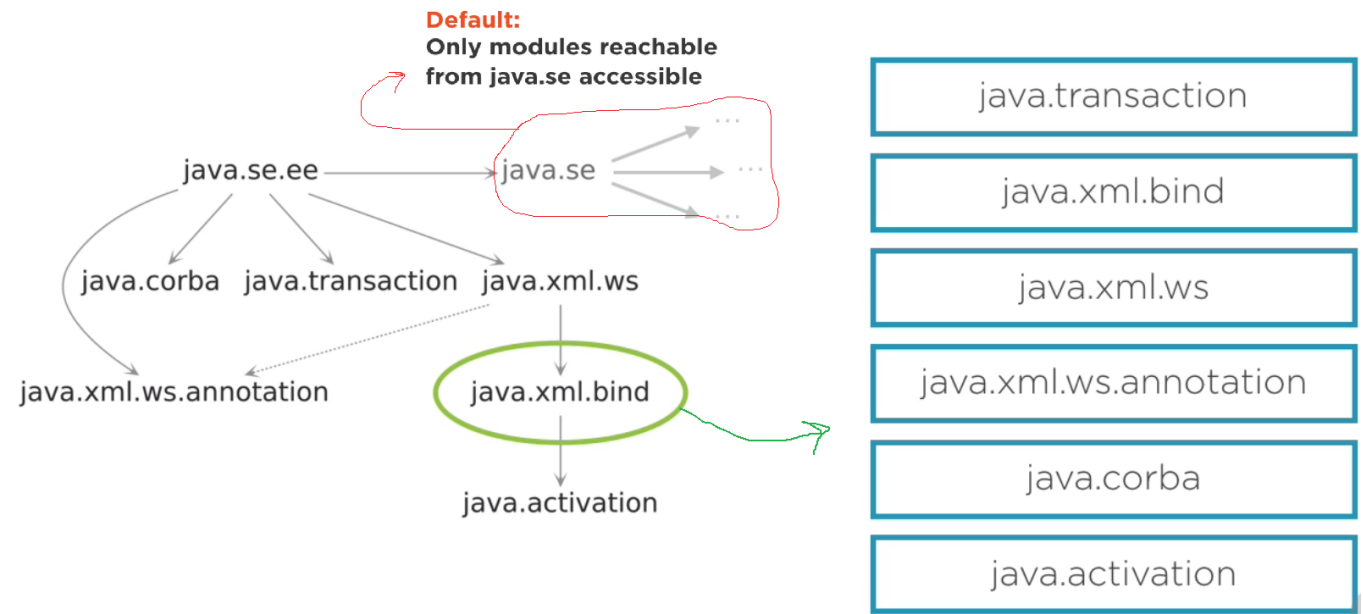 Default:
Only modules reachable
from java.se accessible
java.se.ee
java.se
...
...
...
java.corba
java.transaction
java.xml.ws
java.xml.ws.annotation
java.xml.bind
java.activation
java.transaction
java.xml.bind
java.xml.ws
java.xml.ws.annotation
java.corba
java.activation